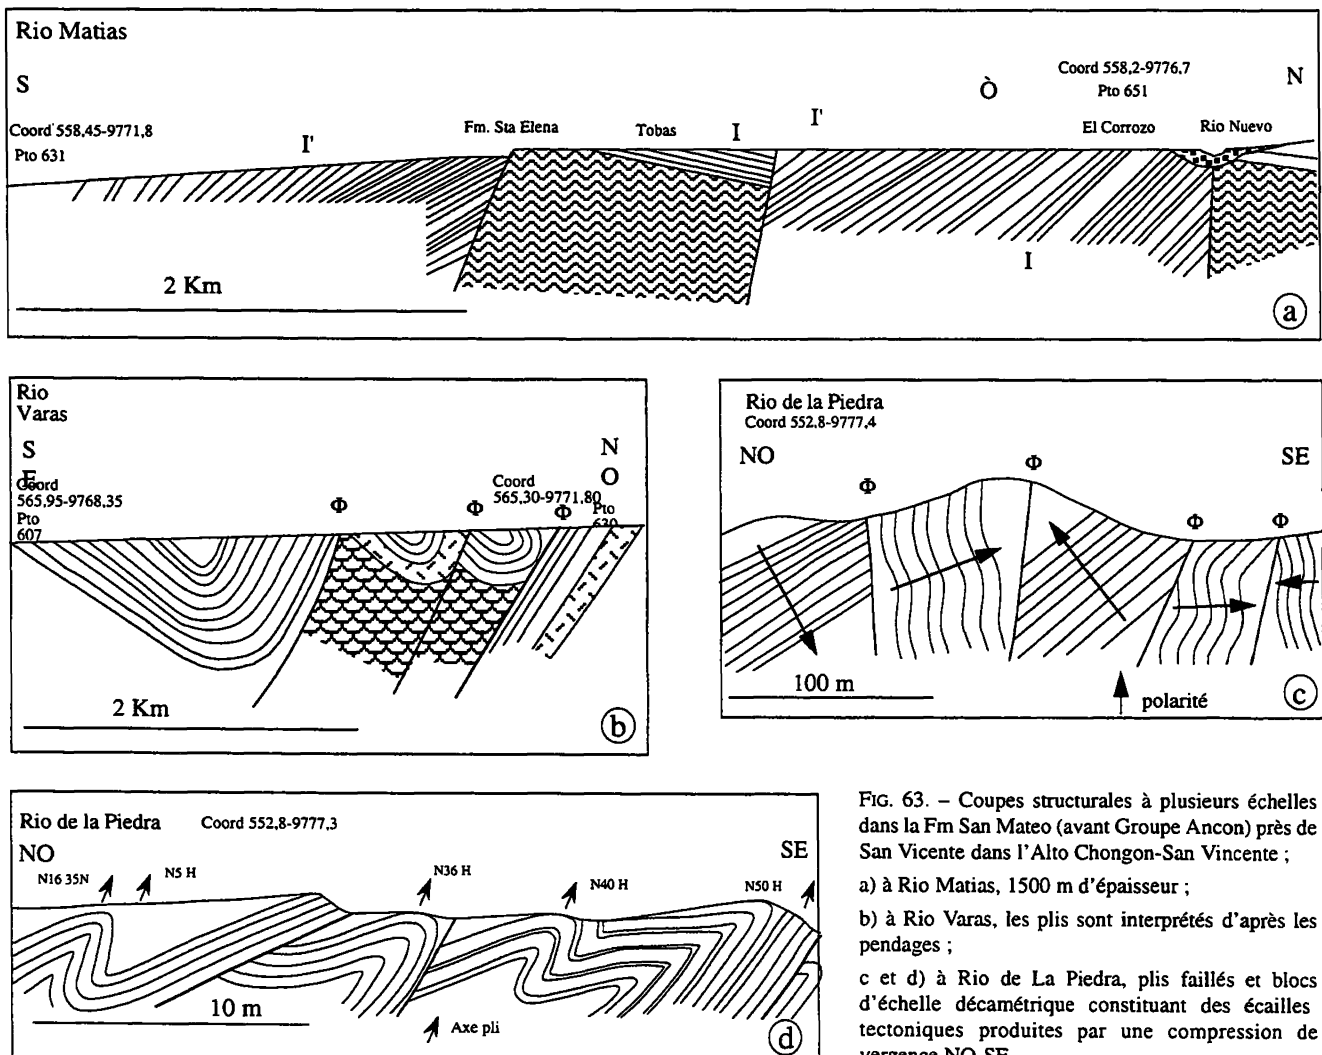 Rio Matias
S
Ò
Coord 558,2-9776,7
Pto 651
N
Coord 558,45-9771,8
Pto 631
I'
Fm. Sta Elena
Tobas
I
I'
El Corrozo
Rio Nuevo
I
2 Km
a
Rio
Varas
S
E
Coord
565,95-9768,35
Pto
607
N
O
Coord
565,30-9771,80
Pto
630
Φ
Φ
Φ
2 Km
b
Rio de la Piedra
Coord 552,8-9777,4
NO
SE
Φ
Φ
Φ
Φ
100 m
polarité
c
Rio de la Piedra
Coord 552,8-9777,3
NO
SE
N16 35N
N5 H
N36 H
N40 H
N50 H
10 m
Axe pli
d
FIG. 63. – Coupes structurales à plusieurs échelles
dans la Fm San Mateo (avant Groupe Ancon) près de
San Vicente dans l'Alto Chongon-San Vincente ;
a) à Rio Matias, 1500 m d'épaisseur ;
b) à Rio Varas, les plis sont interprétés d'après les
pendages ;
c et d) à Rio de La Piedra, plis faillés et blocs
d'échelle décamétrique constituant des écailles
tectoniques produites par une compression de
vergence NO-SE